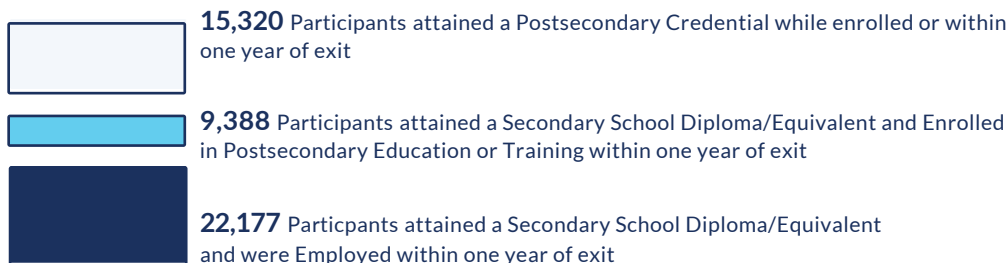 15,320 Participants attained a Postsecondary Credential while enrolled or within
one year of exit
9,388 Participants attained a Secondary School Diploma/Equivalent and Enrolled
in Postsecondary Education or Training within one year of exit
22,177 Particpants attained a Secondary School Diploma/Equivalent
and were Employed within one year of exit